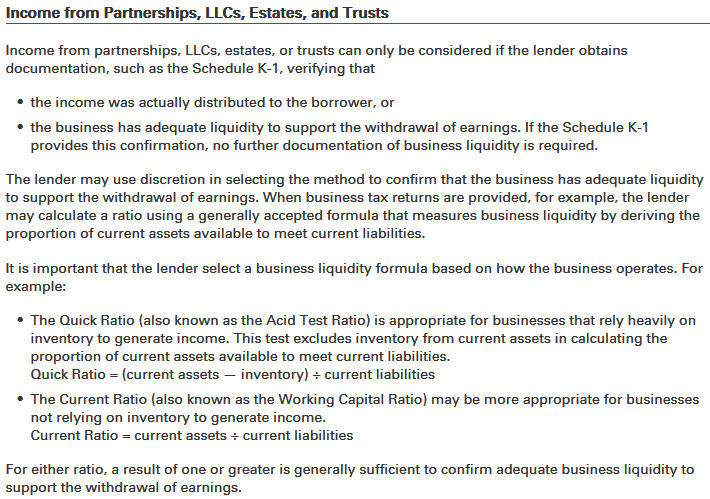 Income from Partnerships, LLCs, Estates, and Trusts
Income from partnerships, LLCs, estates, or trusts can only be considered if the lender obtains
documentation, such as the Schedule K-1, verifying that
• the income was actually distributed to the borrower, or
• the business has adequate liquidity to support the withdrawal of earnings. If the Schedule K-1
provides this confirmation, no further documentation of business liquidity is required.
The lender may use discretion in selecting the method to confirm that the business has adequate liquidity
to support the withdrawal of earnings. When business tax returns are provided, for example, the lender
may calculate a ratio using a generally accepted formula that measures business liquidity by deriving the
proportion of current assets available to meet current liabilities.
It is important that the lender select a business liquidity formula based on how the business operates. For
example:
• The Quick Ratio (also known as the Acid Test Ratio) is appropriate for businesses that rely heavily on
inventory to generate income. This test excludes inventory from current assets in calculating the
proportion of current assets available to meet current liabilities.
Quick Ratio = (current assets — inventory) ÷ current liabilities
• The Current Ratio (also known as the Working Capital Ratio) may be more appropriate for businesses
not relying on inventory to generate income.
Current Ratio = current assets ÷ current liabilities
For either ratio, a result of one or greater is generally sufficient to confirm adequate business liquidity to
support the withdrawal of earnings.